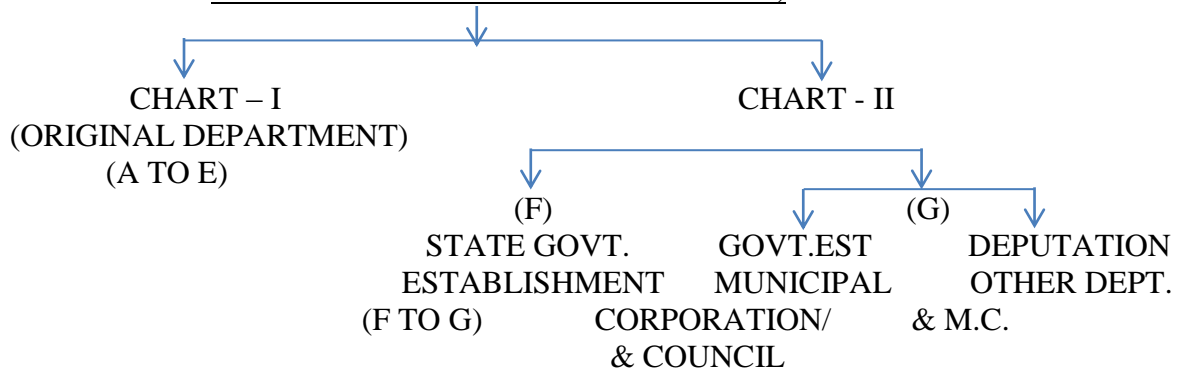 CHART – I CHART - II
(ORIGINAL DEPARTMENT)
(A TO E)
(F) (G)
STATE GOVT. GOVT.EST DEPUTATION
ESTABLISHMENT MUNICIPAL OTHER DEPT.
(F TO G) CORPORATION/ & M.C.
& COUNCIL